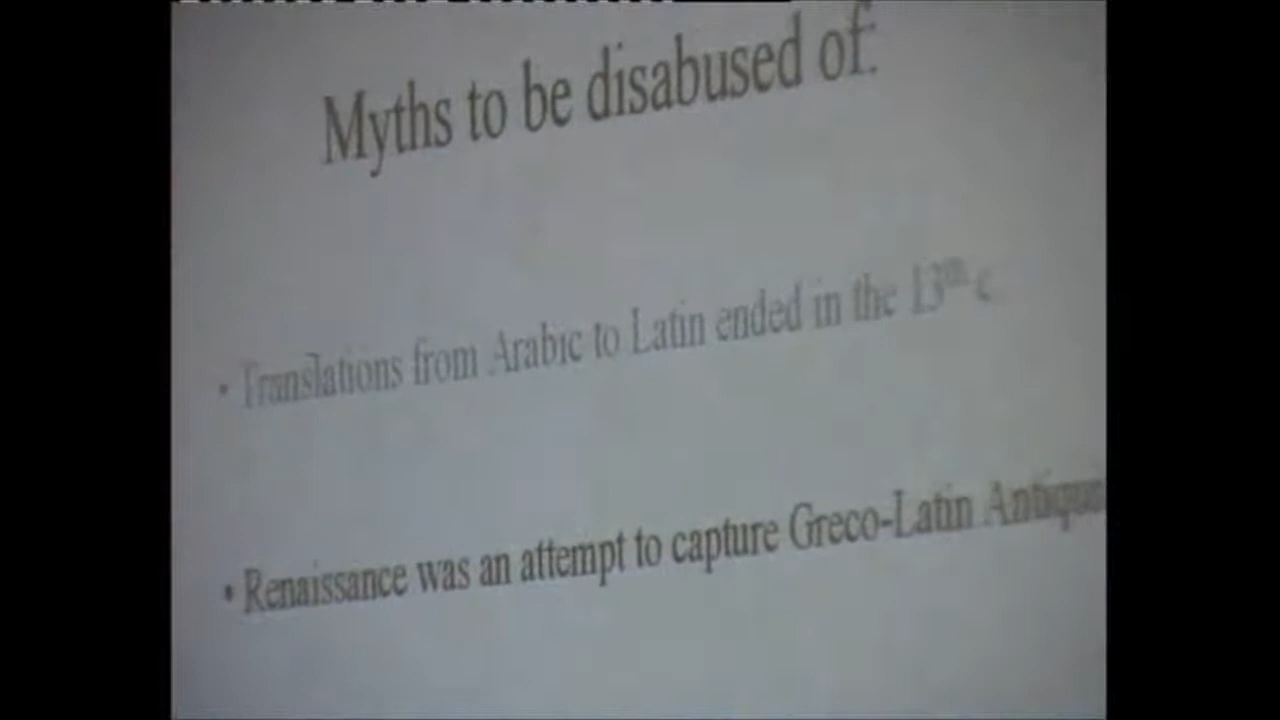 Myths to be disabused of:
• Translations from Arabic to Latin ended in the 13th c
• Renaissance was an attempt to capture Greco-Latin